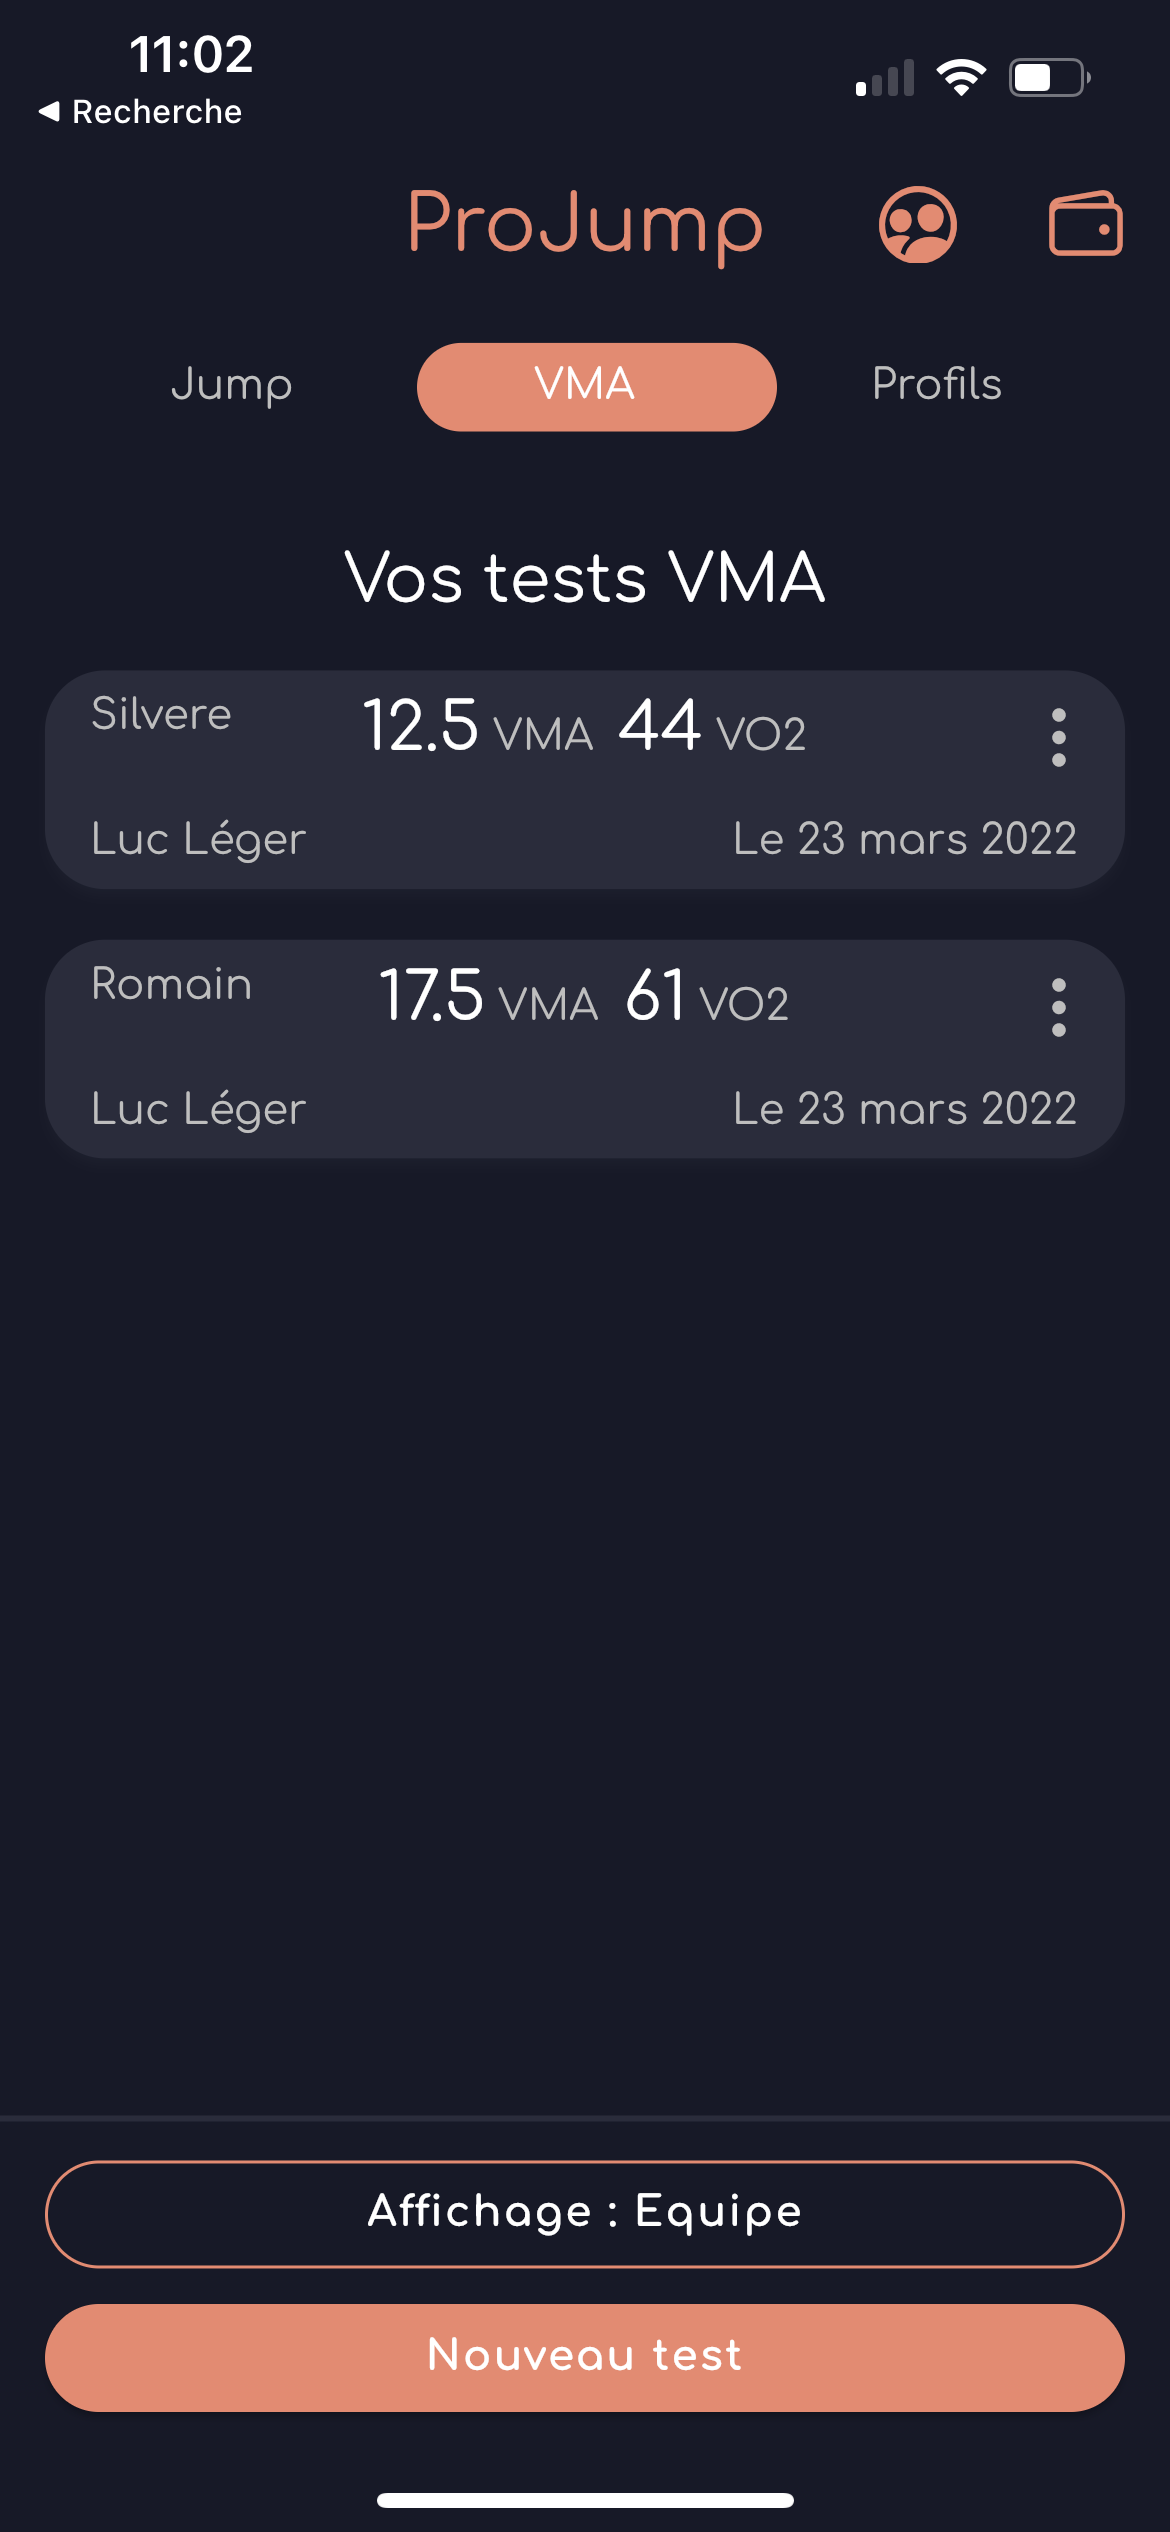 11:02
Recherche
ProJump
Jump VMA Profils
Vos tests VMA
Silvere 12.5 VMA 44 VO2
Luc Léger Le 23 mars 2022
Romain 17.5 VMA 61 VO2
Luc Léger Le 23 mars 2022
Affichage : Equipe
Nouveau test